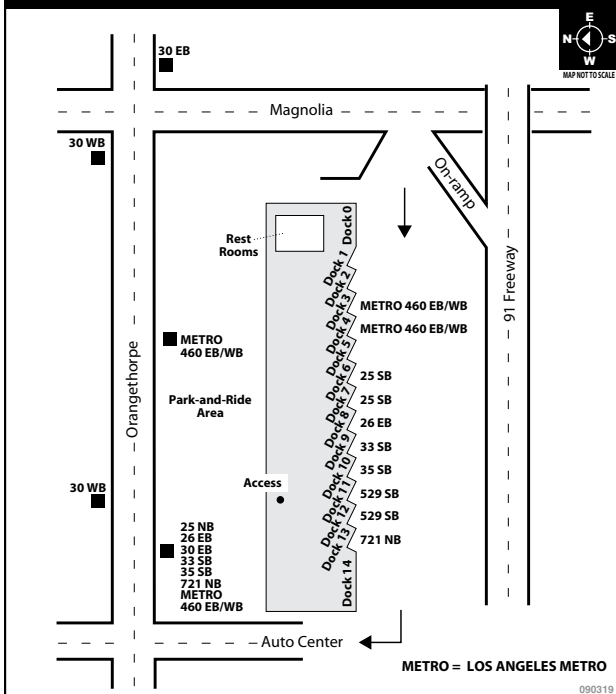 E
N S
W
MAP NOT TO SCALE
30 EB
Magnolia
30 WB
On-ramp
Rest
Rooms
Dock 0
Dock 1
Dock 2
Dock 3
METRO 460 EB/WB
Dock 4
METRO 460 EB/WB
Dock 5
Dock 6
25 SB
Dock 7
25 SB
Dock 8
26 EB
Dock 9
33 SB
Dock 10
35 SB
Dock 11
529 SB
Dock 12
529 SB
Dock 13
721 NB
Dock 14
91 Freeway
METRO
460 EB/WB
Orangethorpe
Park-and-Ride
Area
Access
30 WB
25 NB
26 EB
30 EB
33 SB
35 SB
721 NB
METRO
460 EB/WB
Auto Center
METRO = LOS ANGELES METRO
090319